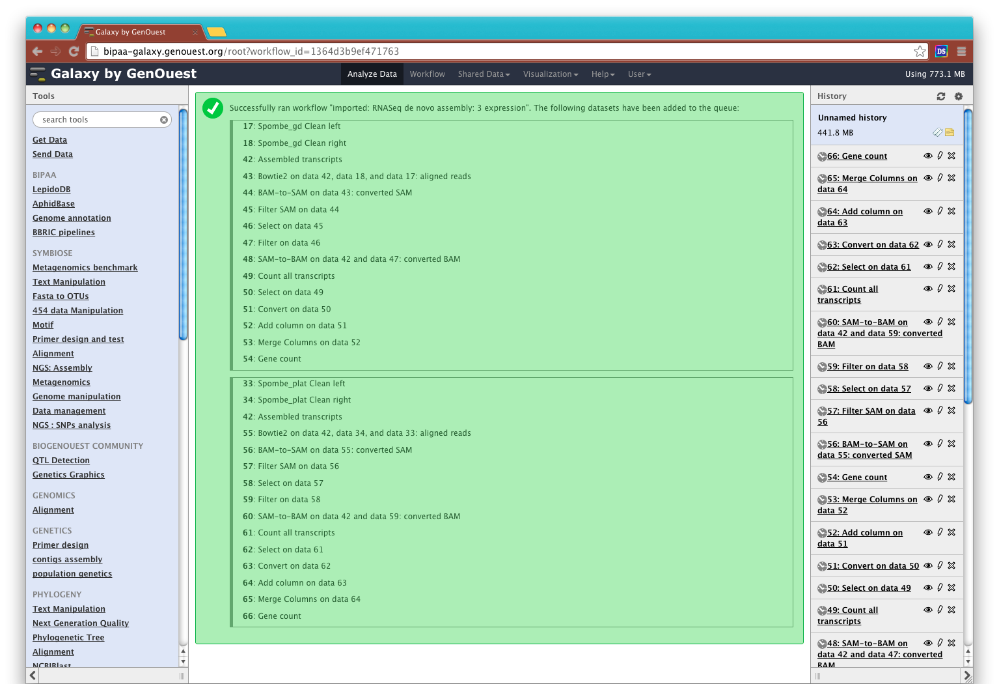 Galaxy by GenOuest
bipaa-galaxy.genouest.org/root?workflow_id=1364d3b9ef471763
DS
Galaxy by GenOuest
Analyze Data
Workflow
Shared Data
Visualization
Help
User
Using 773.1 MB
Tools
search tools
Get Data
Send Data
BIPAA
LepidoDB
AphidBase
Genome annotation
BBRIC pipelines
SYMBIOSE
Metagenomics benchmark
Text Manipulation
Fasta to OTUs
454 data Manipulation
Motif
Primer design and test
Alignment
NGS: Assembly
Metagenomics
Genome manipulation
Data management
NGS : SNPs analysis
BIOGENOUEST COMMUNITY
QTL Detection
Genetics Graphics
GENOMICS
Alignment
GENETICS
Primer design
contigs assembly
population genetics
PHYLOGENY
Text Manipulation
Next Generation Quality
Phylogenetic Tree
Alignment
NCBIBlast
Successfully ran workflow "imported: RNASeq de novo assembly: 3 expression". The following datasets have been added to the queue:
17: Spombe_gd Clean left
18: Spombe_gd Clean right
42: Assembled transcripts
43: Bowtie2 on data 42, data 18, and data 17: aligned reads
44: BAM-to-SAM on data 43: converted SAM
45: Filter SAM on data 44
46: Select on data 45
47: Filter on data 46
48: SAM-to-BAM on data 42 and data 47: converted BAM
49: Count all transcripts
50: Select on data 49
51: Convert on data 50
52: Add column on data 51
53: Merge Columns on data 52
54: Gene count
33: Spombe_plat Clean left
34: Spombe_plat Clean right
42: Assembled transcripts
55: Bowtie2 on data 42, data 34, and data 33: aligned reads
56: BAM-to-SAM on data 55: converted SAM
57: Filter SAM on data 56
58: Select on data 57
59: Filter on data 58
60: SAM-to-BAM on data 42 and data 59: converted BAM
61: Count all transcripts
62: Select on data 61
63: Convert on data 62
64: Add column on data 63
65: Merge Columns on data 64
66: Gene count
History
Unnamed history
441.8 MB
66: Gene count
65: Merge Columns on
data 64
64: Add column on
data 63
63: Convert on data 62
62: Select on data 61
61: Count all
transcripts
60: SAM-to-BAM on
data 42 and data 59: converted
BAM
59: Filter on data 58
58: Select on data 57
57: Filter SAM on data
56
56: BAM-to-SAM on
data 55: converted SAM
54: Gene count
53: Merge Columns on
data 52
52: Add column on
data 51
51: Convert on data 50
50: Select on data 49
49: Count all
transcripts
48: SAM-to-BAM on
data 42 and data 47: converted
BAM